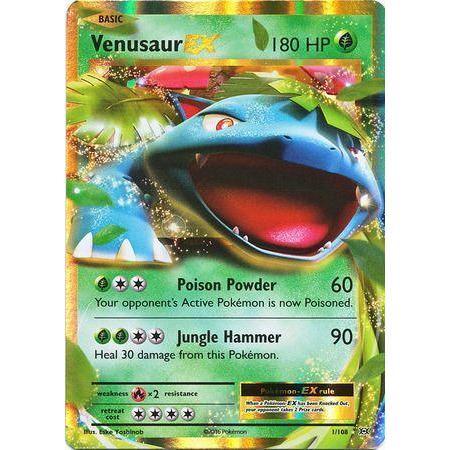 BASIC
Venusaur EX 180 HP
Poison Powder 60
Your opponent's Active Pokémon is now Poisoned.
Jungle Hammer 90
Heal 30 damage from this Pokémon.
weakness ×2 resistance
retreat cost
Pokémon-EX rule
When a Pokémon-EX has been Knocked Out,
your opponent takes 2 Prize cards.
Illus. Eske Yoshinob ©2016 Pokémon 1/108